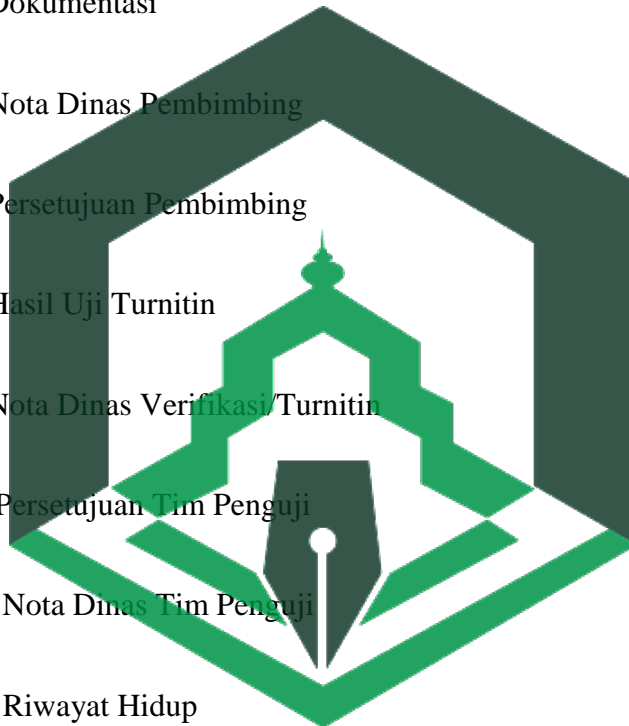 Dokumentasi
Nota Dinas Pembimbing
Persetujuan Pembimbing
Hasil Uji Turnitin
Nota Dinas Verifikasi/Turnitin
Persetujuan Tim Penguji
Nota Dinas Tim Penguji
Riwayat Hidup